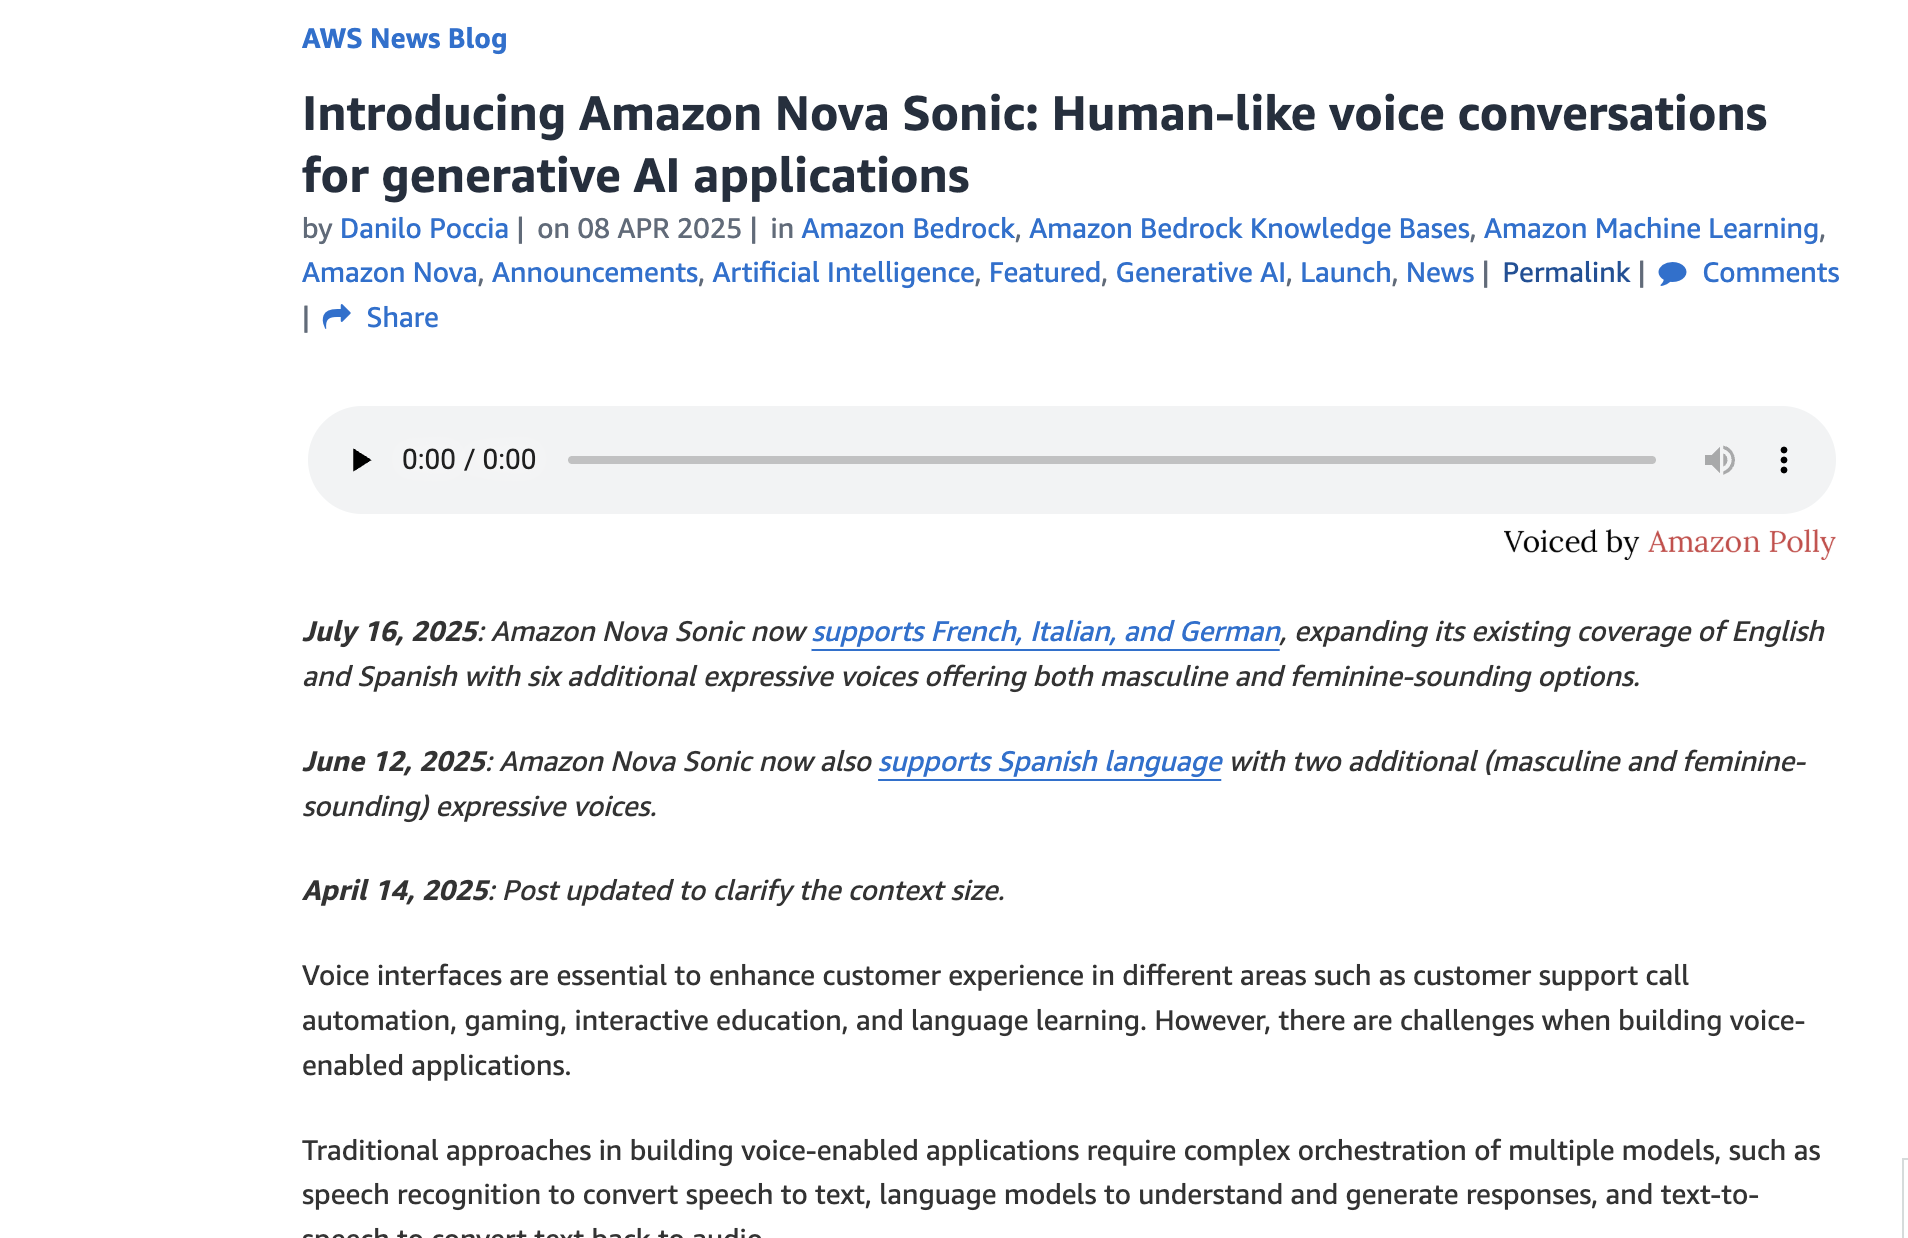 AWS News Blog
Introducing Amazon Nova Sonic: Human-like voice conversations
for generative AI applications
by Danilo Poccia | on 08 APR 2025 | in Amazon Bedrock, Amazon Bedrock Knowledge Bases, Amazon Machine Learning,
Amazon Nova, Announcements, Artificial Intelligence, Featured, Generative AI, Launch, News | Permalink | Comments
| Share
0:00 / 0:00
Voiced by Amazon Polly
July 16, 2025: Amazon Nova Sonic now supports French, Italian, and German, expanding its existing coverage of English
and Spanish with six additional expressive voices offering both masculine and feminine-sounding options.
June 12, 2025: Amazon Nova Sonic now also supports Spanish language with two additional (masculine and feminine-
sounding) expressive voices.
April 14, 2025: Post updated to clarify the context size.
Voice interfaces are essential to enhance customer experience in different areas such as customer support call
automation, gaming, interactive education, and language learning. However, there are challenges when building voice-
enabled applications.
Traditional approaches in building voice-enabled applications require complex orchestration of multiple models, such as
speech recognition to convert speech to text, language models to understand and generate responses, and text-to-
speech to convert text back to audio.